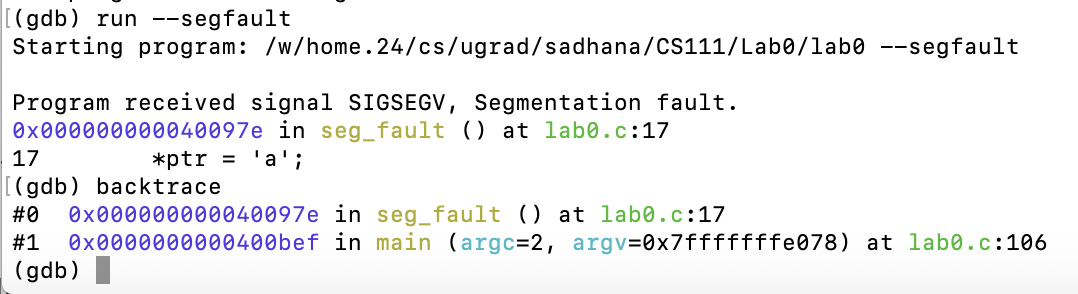 (gdb) run --segfault
Starting program: /w/home.24/cs/ugrad/sadhana/CS111/Lab0/lab0 --segfault
Program received signal SIGSEGV, Segmentation fault.
0x000000000040097e in seg_fault () at lab0.c:17
17 *ptr = 'a';
(gdb) backtrace
#0 0x000000000040097e in seg_fault () at lab0.c:17
#1 0x0000000000400bef in main (argc=2, argv=0x7fffffffe078) at lab0.c:106
(gdb)